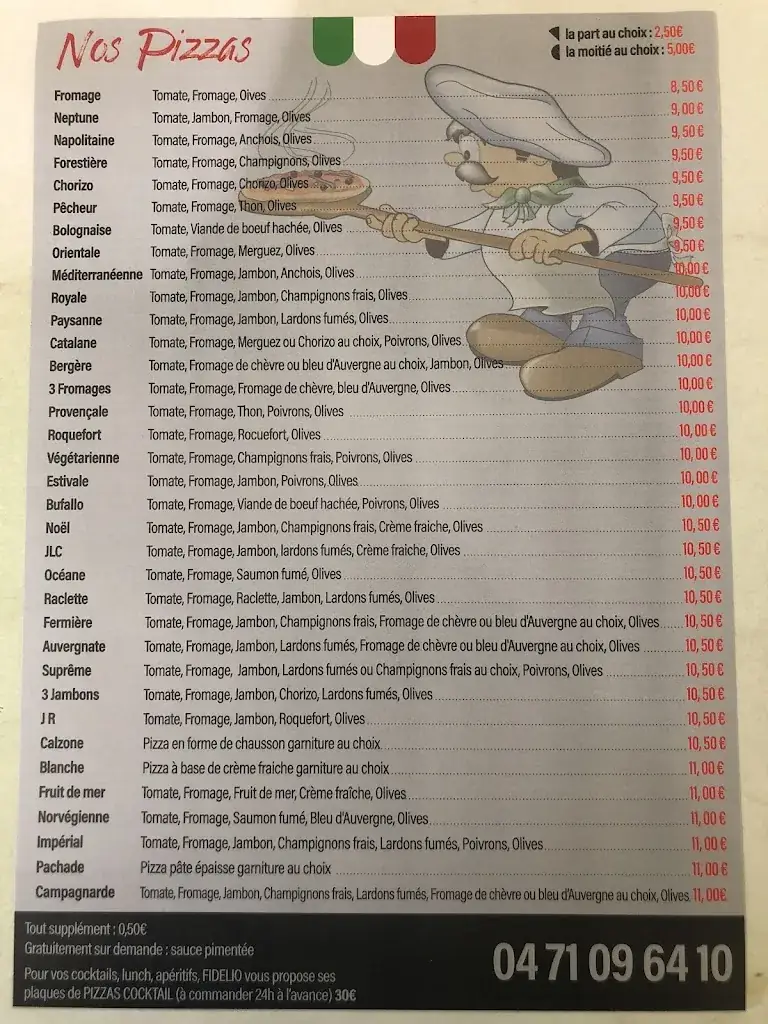 Nos Pizzas
la part au choix : 2,50€
la moitié au choix : 5,00€
Fromage Tomate, Fromage, Oives 8,50 €
Neptune Tomate, Jambon, Fromage, Olives 9,00 €
Napolitaine Tomate, Fromage, Anchois, Olives 9,50 €
Forestière Tomate, Fromage, Champignons, Olives 9,50 €
Chorizo Tomate, Fromage, Chorizo, Olives 9,50 €
Pêcheur Tomate, Fromage, Thon, Olives 9,50 €
Bolognaise Tomate, Viande de boeuf hachée, Olives 9,50 €
Orientale Tomate, Fromage, Merguez, Olives 9,50 €
Méditerranéenne Tomate, Fromage, Jambon, Anchois, Olives 10,00 €
Royale Tomate, Fromage, Jambon, Champignons frais, Olives 10,00 €
Paysanne Tomate, Fromage, Jambon, Lardons fumés, Olives 10,00 €
Catalane Tomate, Fromage, Merguez ou Chorizo au choix, Poivrons, Olives 10,00 €
Bergère Tomate, Fromage de chèvre ou bleu d'Auvergne au choix, Jambon, Olives 10,00 €
3 Fromages Tomate, Fromage, Fromage de chèvre, bleu d'Auvergne, Olives 10,00 €
Provençale Tomate, Fromage, Thon, Poivrons, Olives 10,00 €
Roquefort Tomate, Fromage, Rocuefort, Olives 10,00 €
Végétarienne Tomate, Fromage, Champignons frais, Poivrons, Olives 10,00 €
Estivale Tomate, Fromage, Jambon, Poivrons, Olives 10,00 €
Bufallo Tomate, Fromage, Viande de boeuf hachée, Poivrons, Olives 10,00 €
Noël Tomate, Fromage, Jambon, Champignons frais, Crème fraiche, Olives 10,50 €
JLC Tomate, Fromage, Jambon, lardons fumés, Crème fraiche, Olives 10,50 €
Océane Tomate, Fromage, Saumon fumé, Olives 10,50 €
Raclette Tomate, Fromage, Raclette, Jambon, Lardons fumés, Olives 10,50 €
Fermière Tomate, Fromage, Jambon, Champignons frais, Fromage de chèvre ou bleu d'Auvergne au choix, Olives 10,50 €
Auvergnate Tomate, Fromage, Jambon, Lardons fumés, Fromage de chèvre ou bleu d'Auvergne au choix, Olives 10,50 €
Suprême Tomate, Fromage, Jambon, Lardons fumés ou Champignons frais au choix, Poivrons, Olives 10,50 €
3 Jambons Tomate, Fromage, Jambon, Chorizo, Lardons fumés, Olives 10,50 €
J R Tomate, Fromage, Jambon, Roquefort, Olives 10,50 €
Calzone Pizza en forme de chausson garniture au choix 10,50 €
Blanche Pizza à base de crème fraiche garniture au choix 11,00 €
Fruit de mer Tomate, Fromage, Fruit de mer, Crème fraîche, Olives 11,00 €
Norvégienne Tomate, Fromage, Saumon fumé, Bleu d'Auvergne, Olives 11,00 €
Impérial Tomate, Fromage, Jambon, Champignons frais, Lardons fumés, Poivrons, Olives 11,00 €
Pachade Pizza pâte épaisse garniture au choix 11,00 €
Campagnarde Tomate, Fromage, Jambon, Champignons frais, Lardons fumés, Fromage de chèvre ou bleu d'Auvergne au choix, Olives 11,00€
Tout supplément : 0,50€
Gratuitement sur demande : sauce pimentée
Pour vos cocktails, lunch, apéritifs, FIDELIO vous propose ses
plaques de PIZZAS COCKTAIL (à commander 24h à l'avance) 30€
04 71 09 64 10